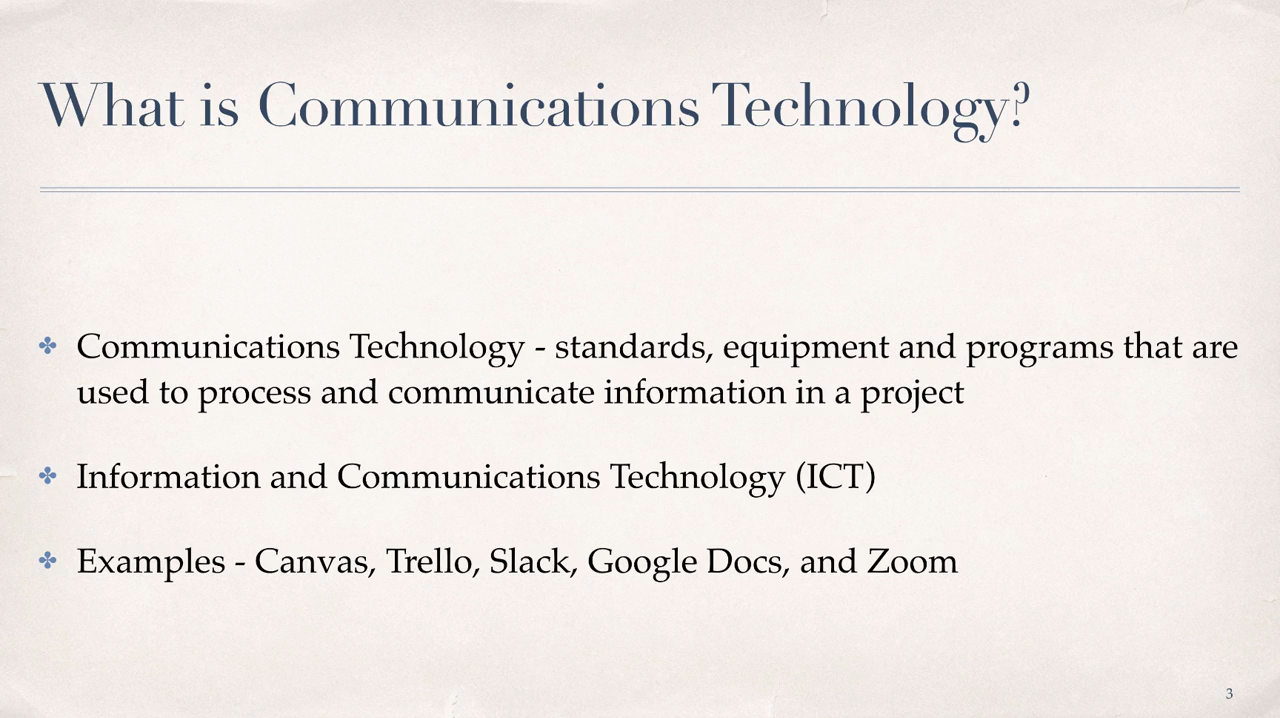 What is Communications Technology?
✤ Communications Technology - standards, equipment and programs that are
used to process and communicate information in a project
✤ Information and Communications Technology (ICT)
✤ Examples - Canvas, Trello, Slack, Google Docs, and Zoom
3